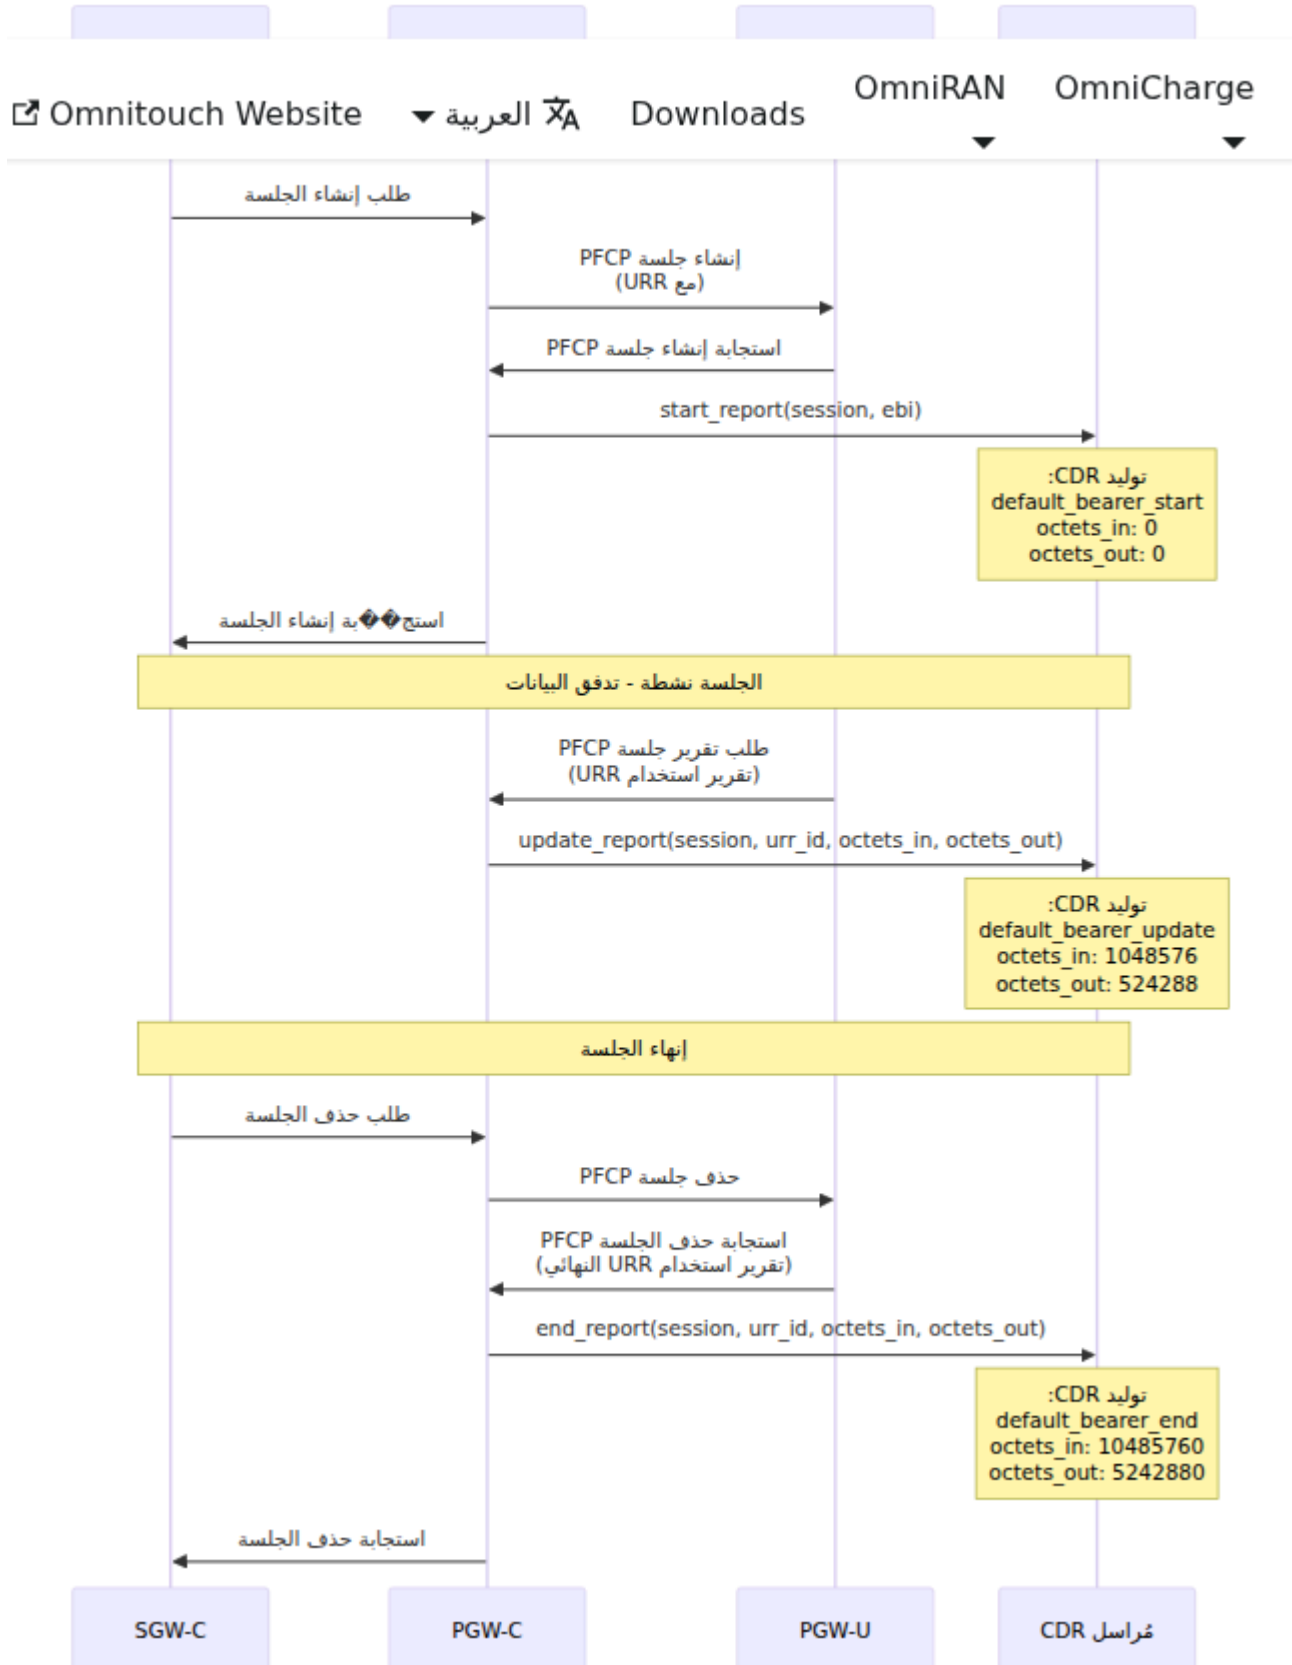 Omnitouch Website
العربية
Downloads
OmniRAN
OmniCharge
طلب إنشاء الجلسة
إنشاء جلسة PFCP
(مع URR)
استجابة إنشاء جلسة PFCP
start_report(session, ebi)
توليد CDR:
default_bearer_start
octets_in: 0
octets_out: 0
استج��بة إنشاء الجلسة
الجلسة نشطة - تدفق البيانات
طلب تقرير جلسة PFCP
(تقرير استخدام URR)
update_report(session, urr_id, octets_in, octets_out)
توليد CDR:
default_bearer_update
octets_in: 1048576
octets_out: 524288
إنهاء الجلسة
طلب حذف الجلسة
حذف جلسة PFCP
استجابة حذف الجلسة PFCP
(تقرير استخدام URR النهائي)
end_report(session, urr_id, octets_in, octets_out)
توليد CDR:
default_bearer_end
octets_in: 10485760
octets_out: 5242880
استجابة حذف الجلسة
SGW-C
PGW-C
PGW-U
مُراسل CDR